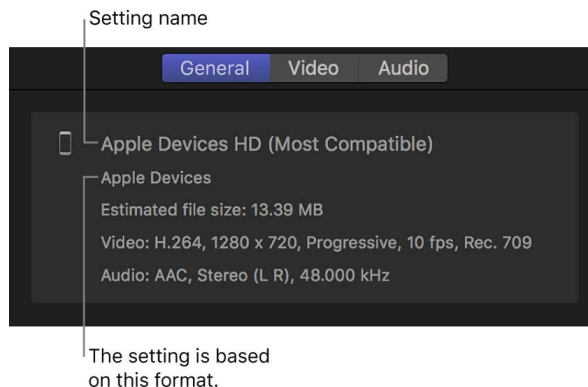 Setting name
General Video Audio
Apple Devices HD (Most Compatible)
Apple Devices
Estimated file size: 13.39 MB
Video: H.264, 1280 x 720, Progressive, 10 fps, Rec. 709
Audio: AAC, Stereo (L R), 48.000 kHz
The setting is based
on this format.